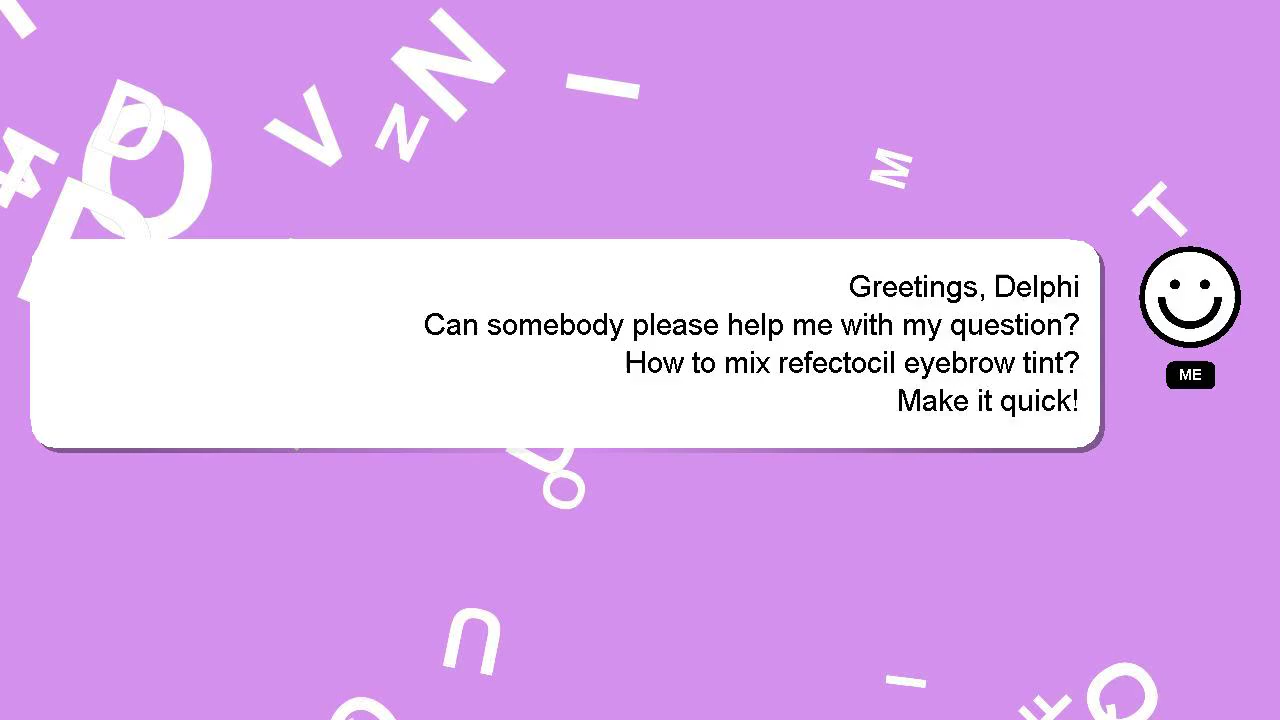 Greetings, Delphi
Can somebody please help me with my question?
How to mix refectocil eyebrow tint?
Make it quick!
ME